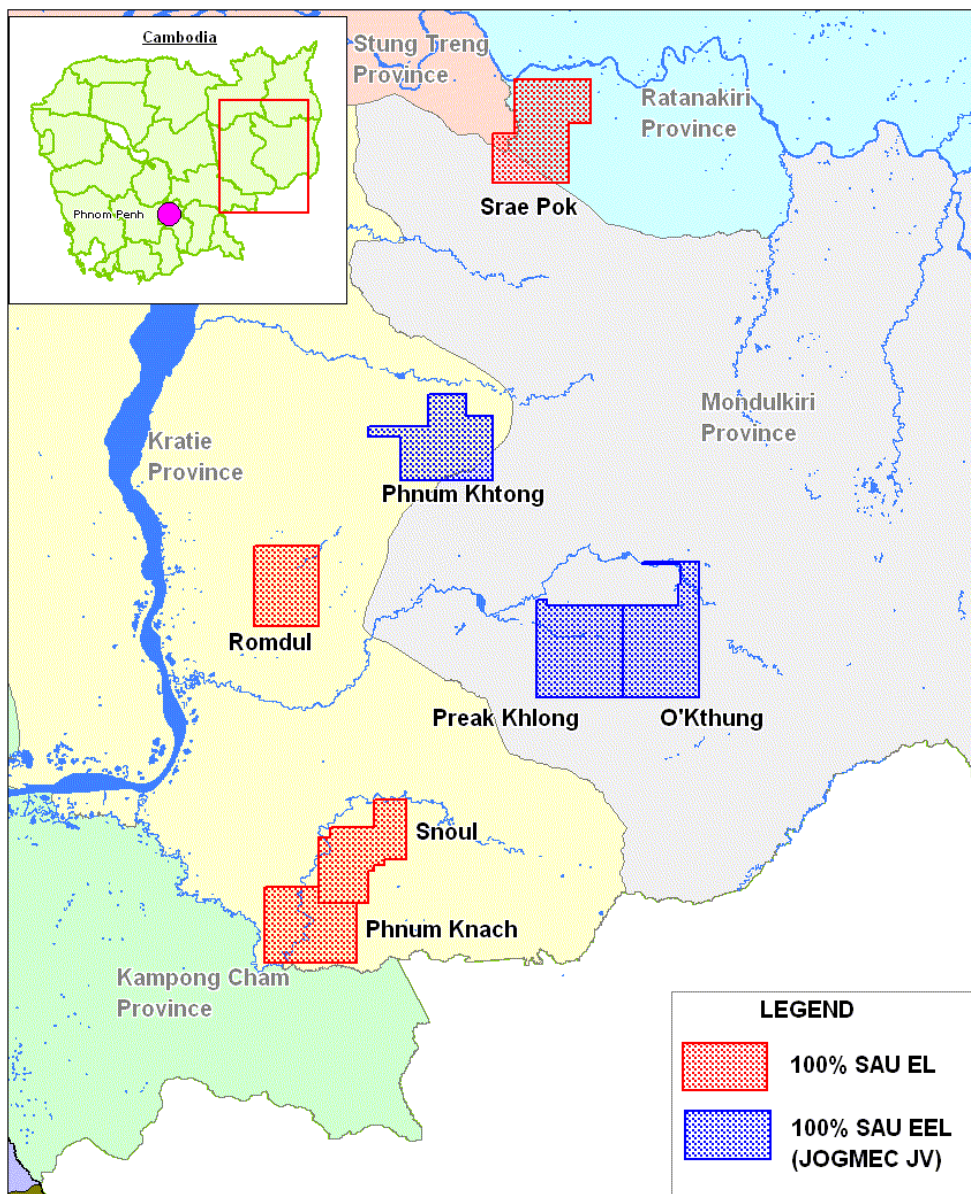 Cambodia
Phnom Penh
Stung Treng
Province
Ratanakiri
Province
Srae Pok
Mondulkiri
Province
Kratie
Province
Phnum Khtong
Romdul
Preak Khlong
O'Kthung
Snoul
Phnum Knach
Kampong Cham
Province
LEGEND
100% SAU EL
100% SAU EEL
(JOGMEC JV)